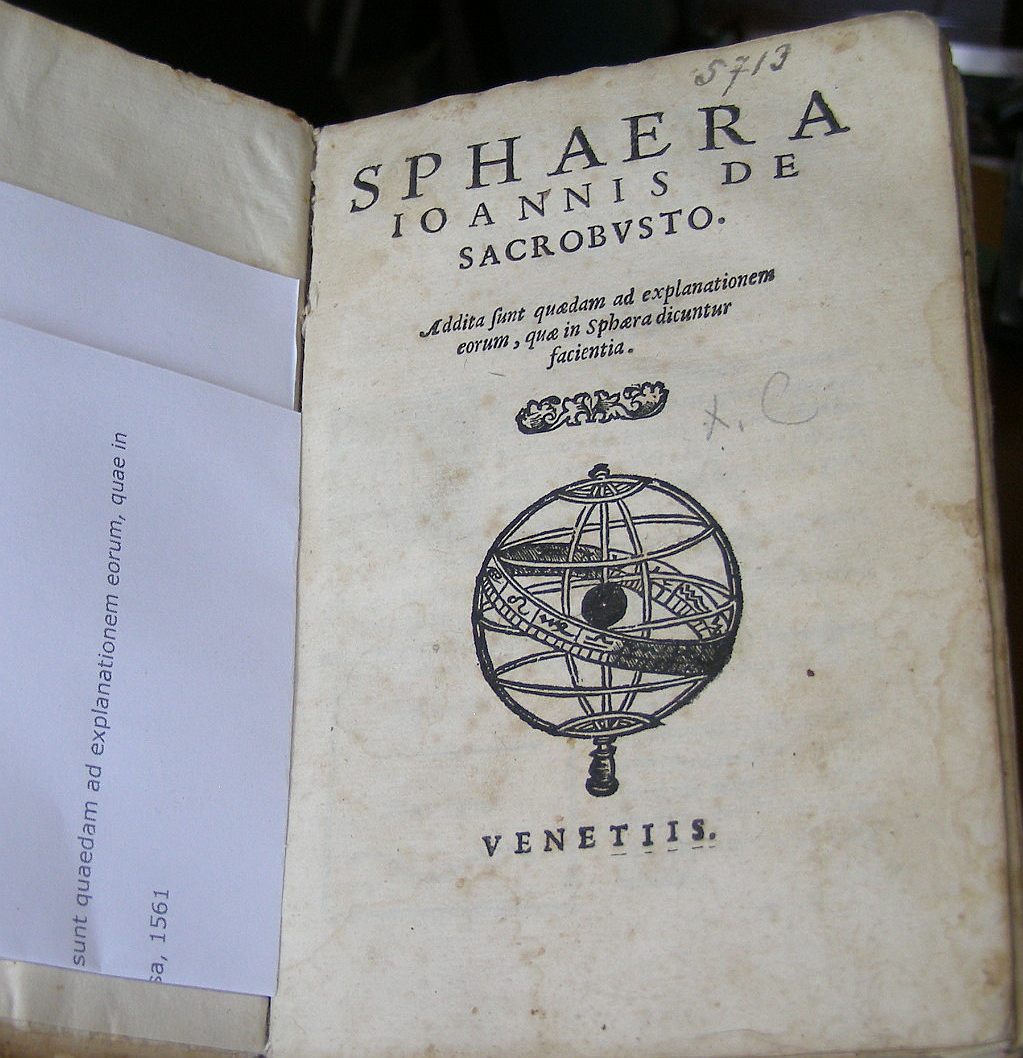 sunt quaedam ad explanationem eorum, quae in
sa, 1561
5713
SPHAERA
IOANNIS DE
SACROBVSTO.
Addita ſunt quædam ad explanationem
eorum, quæ in Sphæra dicuntur
facientia.
x. C
VENETIIS.